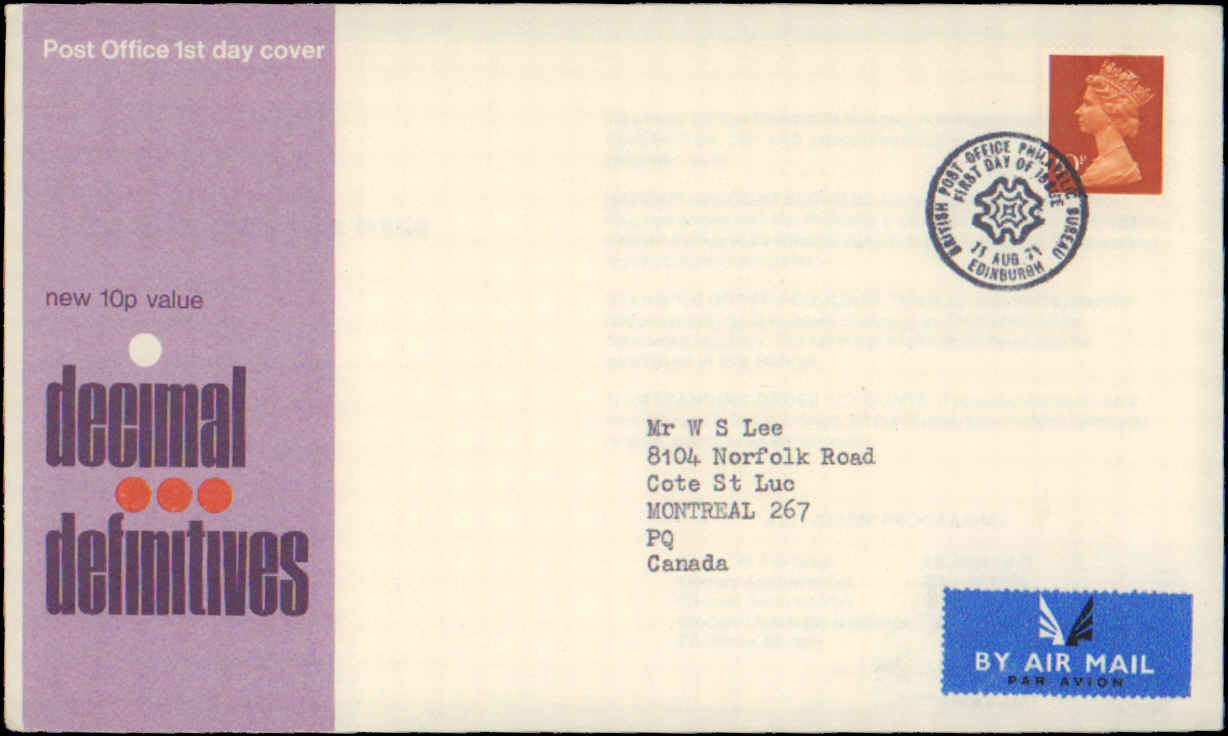 Post Office 1st day cover
new 10p value
decimal
definitives
BRITISH POST OFFICE PHILATELIC BUREAU
FIRST DAY OF ISSUE
11 AUG 71
EDINBURGH
Mr W S Lee
8104 Norfolk Road
Cote St Luc
MONTREAL 267
PQ
Canada
BY AIR MAIL
PAR AVION